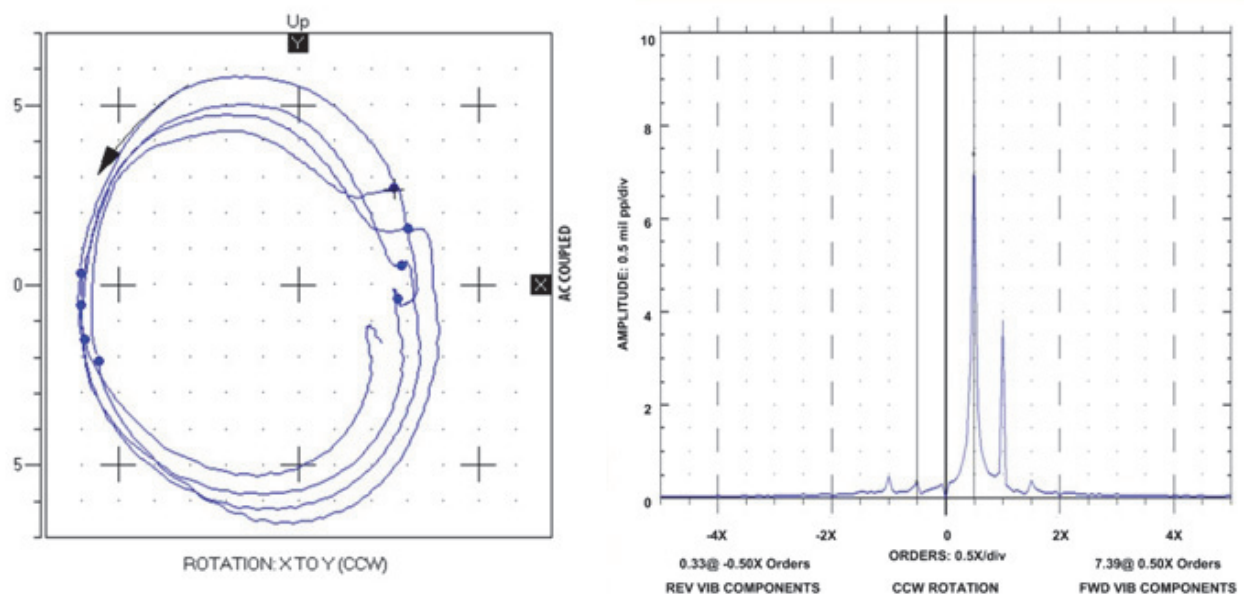 Up
Y
5
0
5
X
AC COUPLED
ROTATION: X TO Y (CCW)
10
8
6
4
2
0
AMPLITUDE: 0.5 mil pp/div
-4X
-2X
0
2X
4X
ORDERS: 0.5X/div
0.33@ -0.50X Orders
7.39@ 0.50X Orders
REV VIB COMPONENTS
CCW ROTATION
FWD VIB COMPONENTS